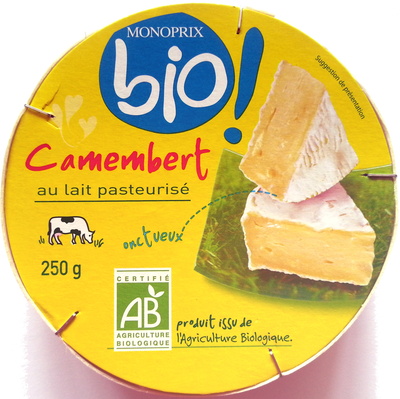 MONOPRIX
bio!
Suggestion de présentation
Camembert
au lait pasteurisé
onctueux
250 g
CERTIFIÉ
AB
AGRICULTURE
BIOLOGIQUE
produit issu de
l'Agriculture Biologique.